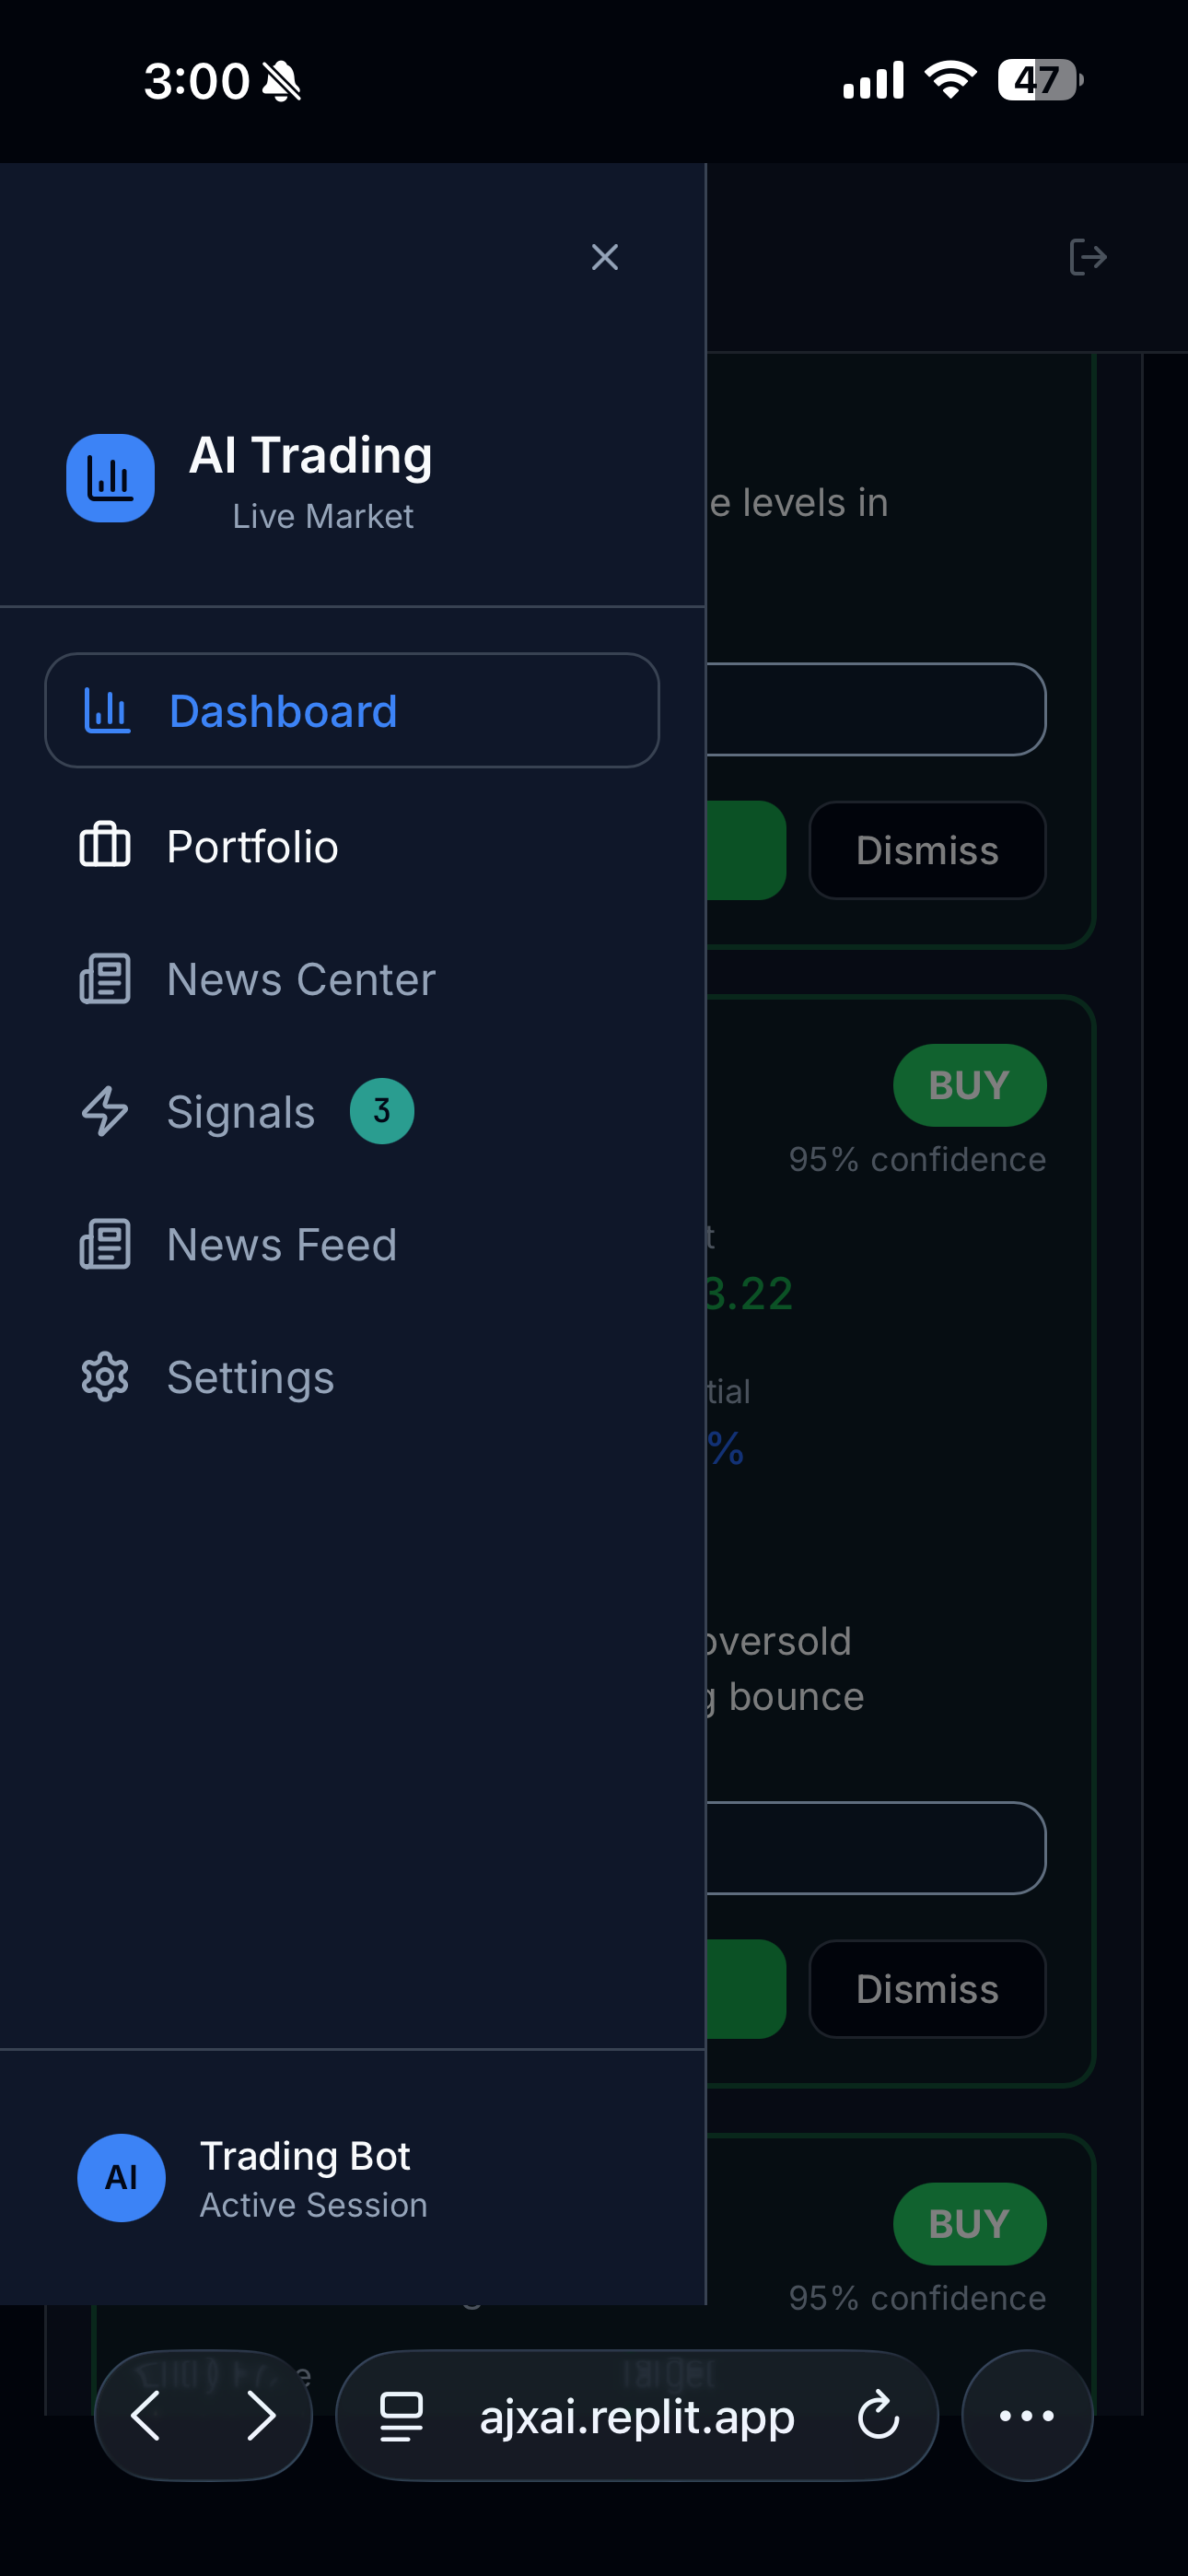 3:00
47
AI Trading
Live Market
e levels in
Dashboard
Portfolio
Dismiss
News Center
BUY
Signals 3
95% confidence
t
News Feed
3.22
Settings
tial
%
oversold
g bounce
Dismiss
Trading Bot
AI
Active Session
BUY
95% confidence
e
ajxai.replit.app